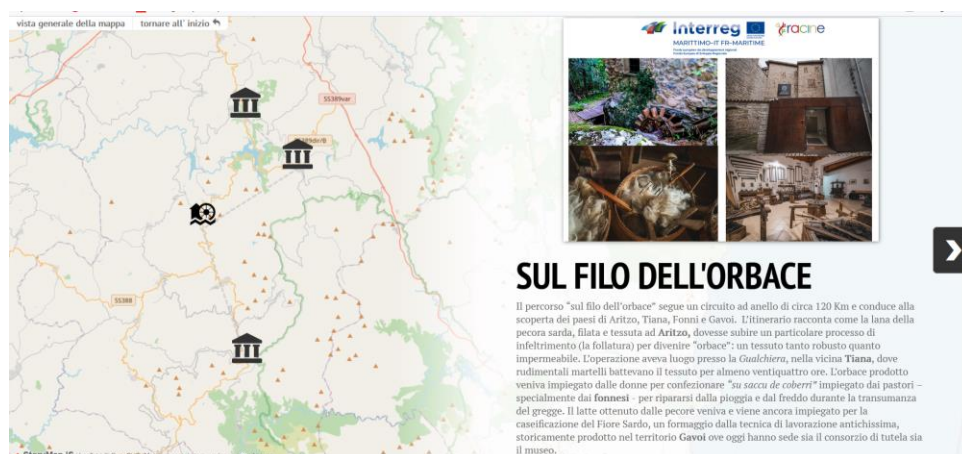 vista generale della mappa   tornare all' inizio
Interreg
racine
MARITTIMO-IT FR-MARITIME
SS389var
SS388
SUL FILO DELL'ORBACE
Il percorso “sul filo dell’orbace” segue un circuito ad anello di circa 120 Km e conduce alla
scoperta dei paesi di Aritzo, Tiana, Fonni e Gavoi. L’itinerario racconta come la lana della
pecora sarda, filata e tessuta ad Aritzo, dovesse subire un particolare processo di
infeltrimento (la follatura) per divenire “orbace”: un tessuto tanto robusto quanto
impermeabile. L’operazione aveva luogo presso la Gualchiera, nella vicina Tiana, dove
rudimentali martelli battevano il tessuto per almeno ventiquattro ore. L’orbace prodotto
veniva impiegato dalle donne per confezionare “su saccu de coberri” impiegato dai pastori –
specialmente dai fonnesi - per ripararsi dalla pioggia e dal freddo durante la transumanza
del gregge. Il latte ottenuto dalle pecore veniva e viene ancora impiegato per la
caseificazione del Fiore Sardo, un formaggio dalla tecnica di lavorazione antichissima,
storicamente prodotto nel territorio Gavoi ove oggi hanno sede sia il consorzio di tutela sia
il museo.